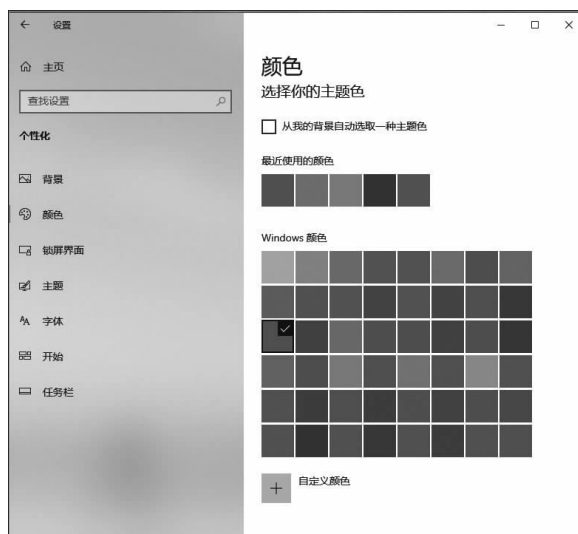 设置
主页
查找设置
个性化
背景
颜色
锁屏界面
主题
字体
开始
任务栏
颜色
选择你的主题色
从我的背景自动选取一种主题色
最近使用的颜色
Windows 颜色
自定义颜色